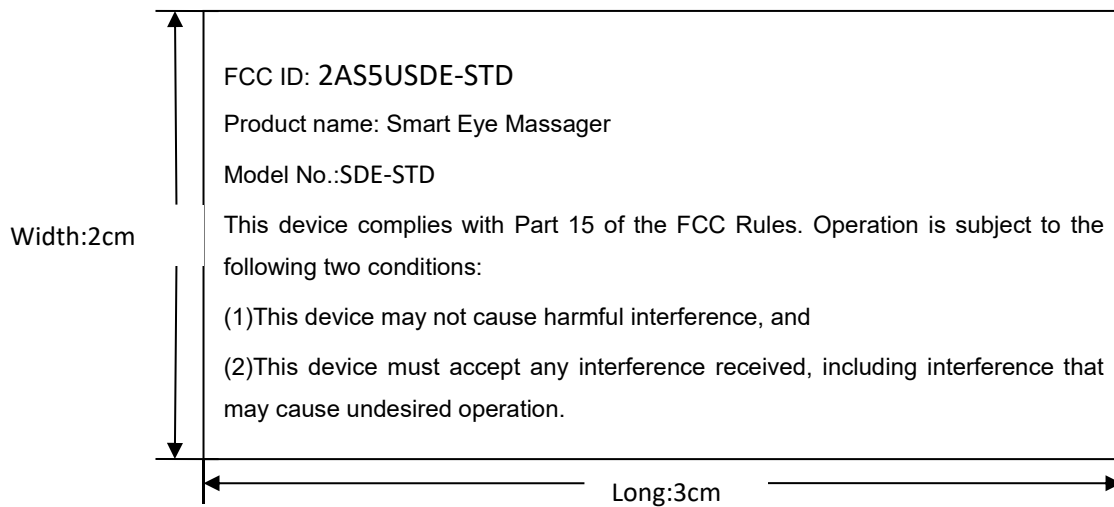 FCC ID: 2AS5USDE-STD
Product name: Smart Eye Massager
Model No.:SDE-STD
Width:2cm
This device complies with Part 15 of the FCC Rules. Operation is subject to the
following two conditions:
(1)This device may not cause harmful interference, and
(2)This device must accept any interference received, including interference that
may cause undesired operation.
Long:3cm